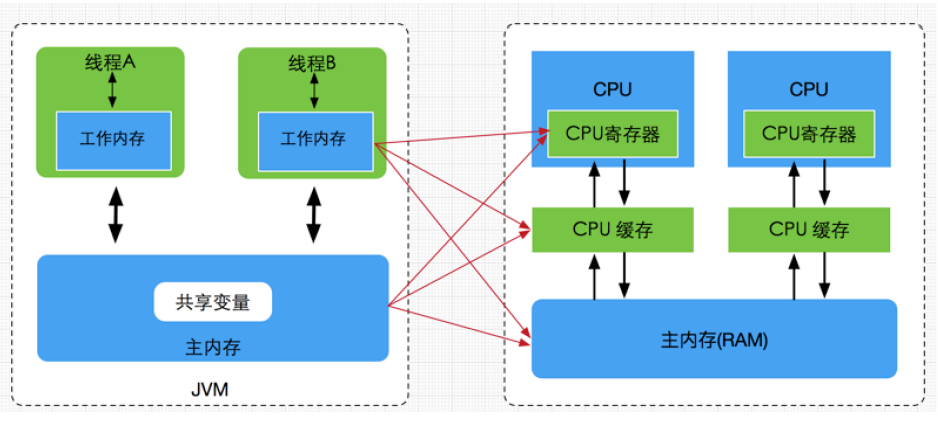 线程A
工作内存
线程B
工作内存
共享变量
主内存
JVM
CPU
CPU寄存器
CPU 缓存
CPU
CPU寄存器
CPU 缓存
主内存(RAM)